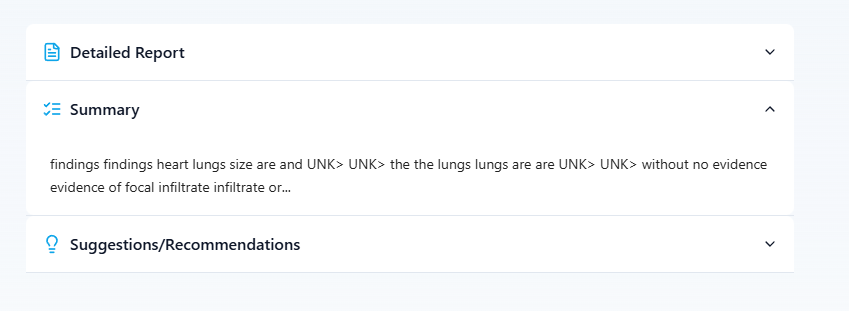 Detailed Report
Summary
findings findings heart lungs size are and UNK> UNK> the the lungs lungs are are UNK> UNK> without no evidence
evidence of focal infiltrate infiltrate or...
Suggestions/Recommendations